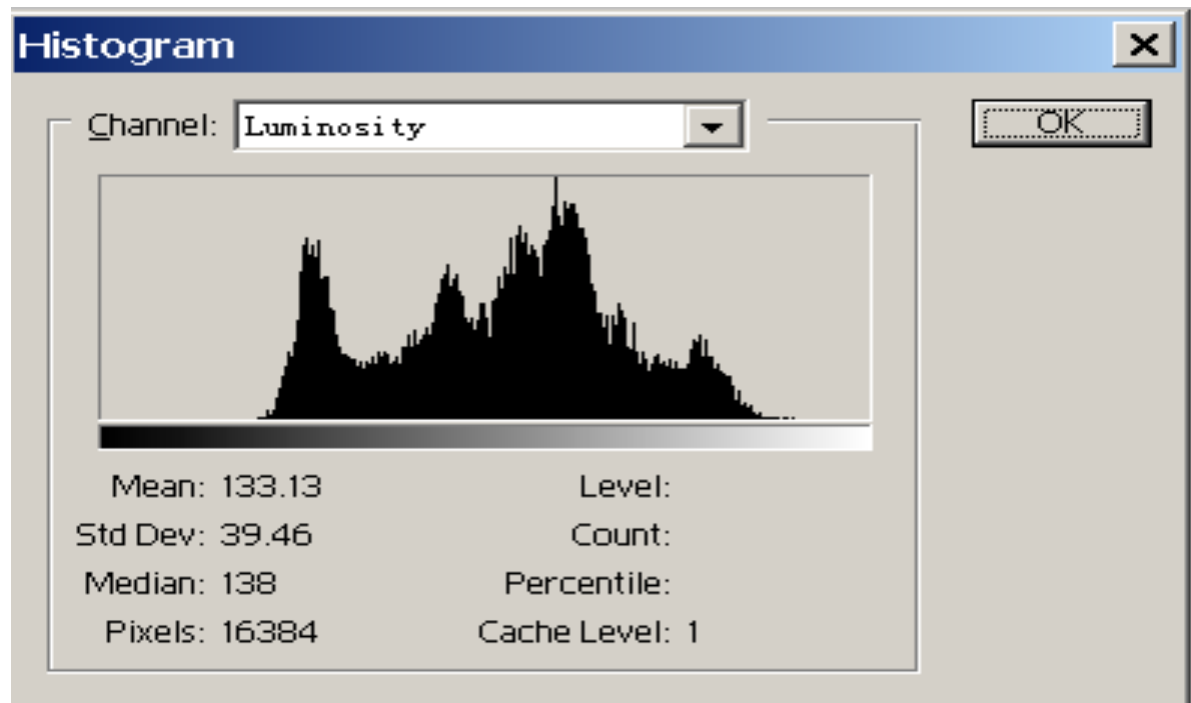 Histogram
Channel: Luminosity
OK
Mean: 133.13
Level:
Std Dev: 39.46
Count:
Median: 138
Percentile:
Pixels: 16384
Cache Level: 1